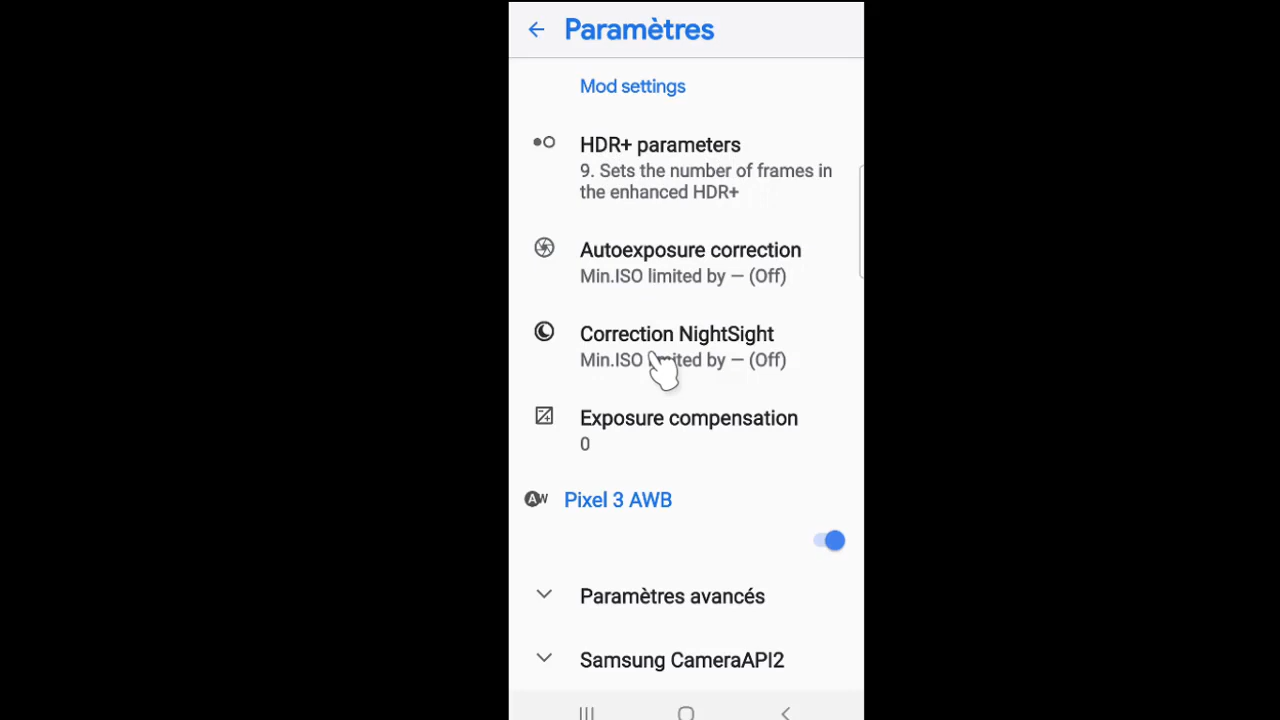 Paramètres
Mod settings
HDR+ parameters
9. Sets the number of frames in
the enhanced HDR+
Autoexposure correction
Min.ISO limited by — (Off)
Correction NightSight
Min.ISO limited by — (Off)
Exposure compensation
0
AW Pixel 3 AWB
Paramètres avancés
Samsung CameraAPI2